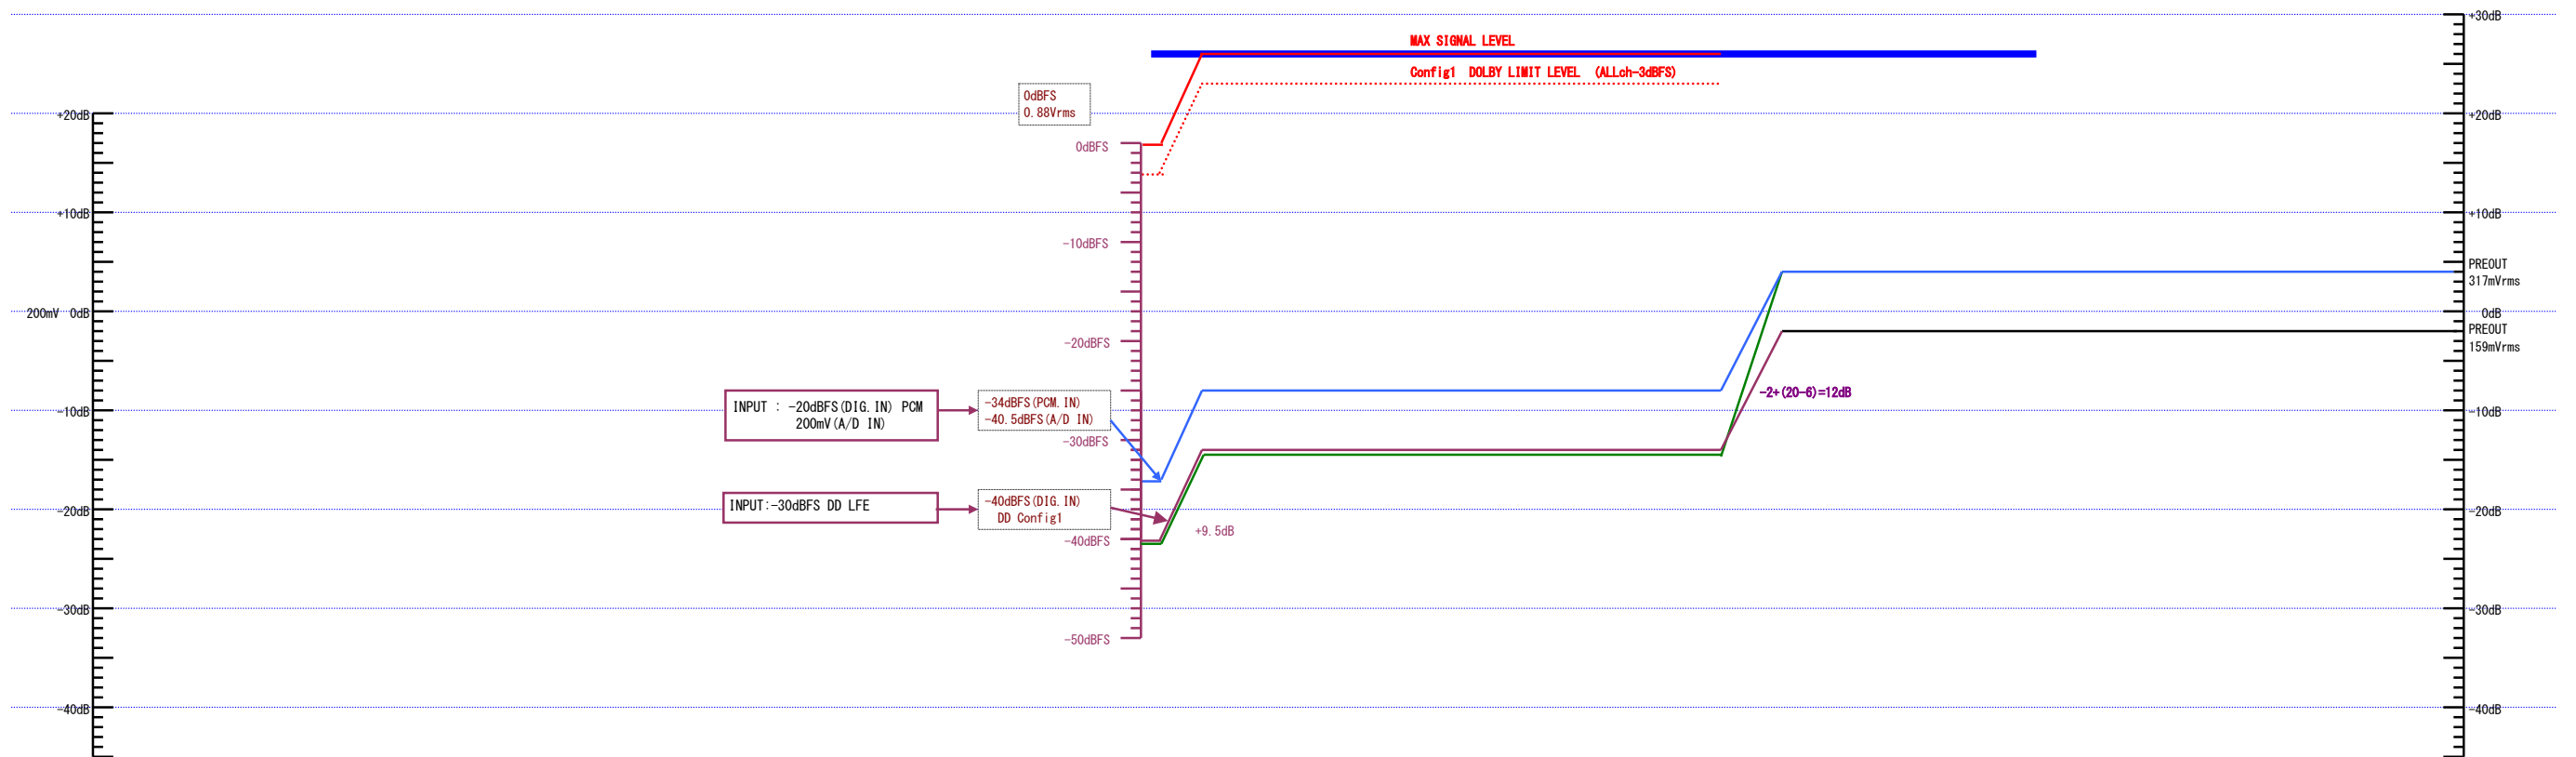 +30dB
MAX SIGNAL LEVEL
Config1  DOLBY LIMIT LEVEL  (ALLch-3dBFS)
0dBFS
0.88Vrms
+20dB
+20dB
0dBFS
+10dB
+10dB
-10dBFS
PREOUT
317mVrms
200mV  0dB
0dB
PREOUT
159mVrms
-20dBFS
-2+(20-6)=12dB
INPUT : -20dBFS(DIG.IN) PCM
200mV(A/D IN)
-34dBFS(PCM.IN)
-40.5dBFS(A/D IN)
-10dB
-10dB
-30dBFS
INPUT:-30dBFS DD LFE
-40dBFS(DIG.IN)
DD Config1
-20dB
-20dB
+9.5dB
-40dBFS
-30dB
-30dB
-50dBFS
-40dB
-40dB